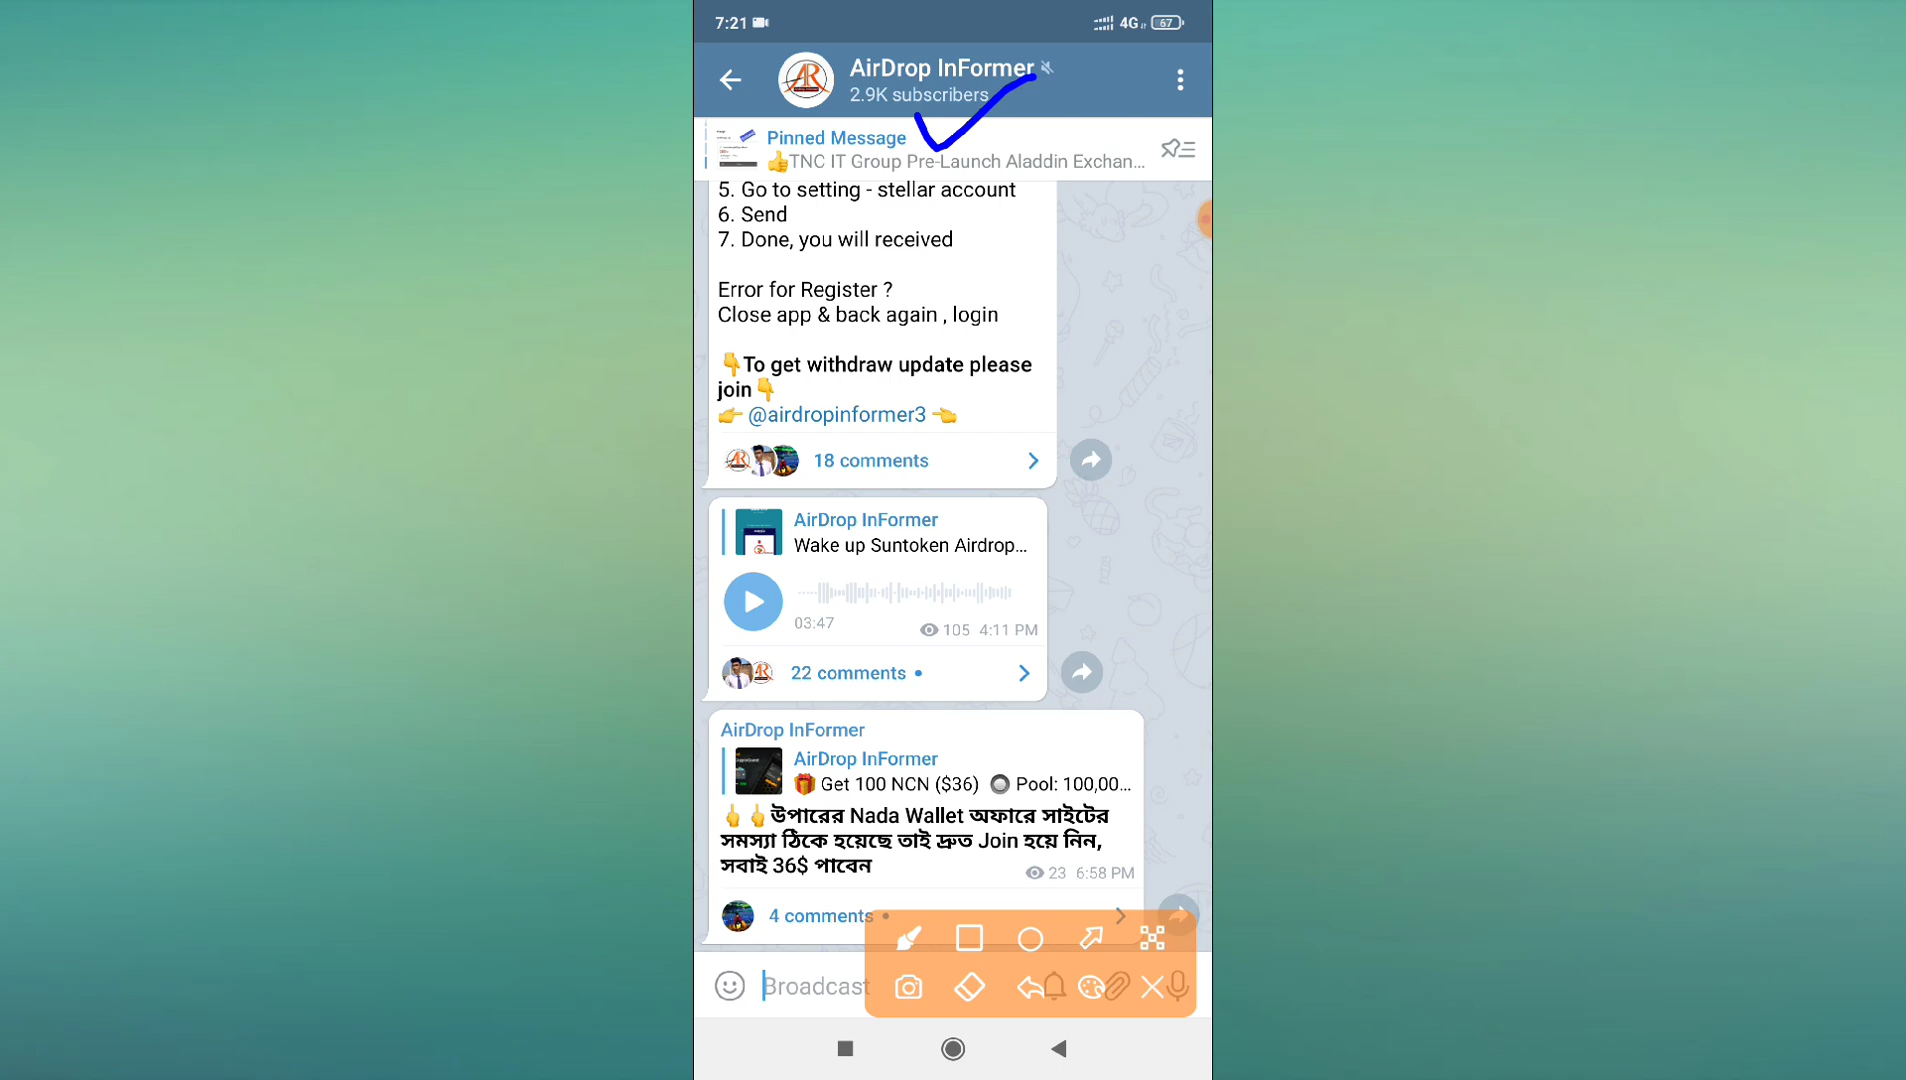 7:21
4G
67
AirDrop InFormer
2.9K subscribers
Pinned Message
👍TNC IT Group Pre-Launch Aladdin Exchan...
5. Go to setting - stellar account
6. Send
7. Done, you will received
Error for Register ?
Close app & back again , login
👇To get withdraw update please
join👇
👉 @airdropinformer3 👈
18 comments
AirDrop InFormer
Wake up Suntoken Airdrop...
03:47
105 4:11 PM
22 comments
AirDrop InFormer
AirDrop InFormer
🎁 Get 100 NCN ($36) 🔘 Pool: 100,00...
👆👆উপারের Nada Wallet অফারে সাইটের
সমস্যা ঠিকে হয়েছে তাই দ্রুত Join হয়ে নিন,
সবাই 36$ পাবেন
23 6:58 PM
4 comments
Broadcast